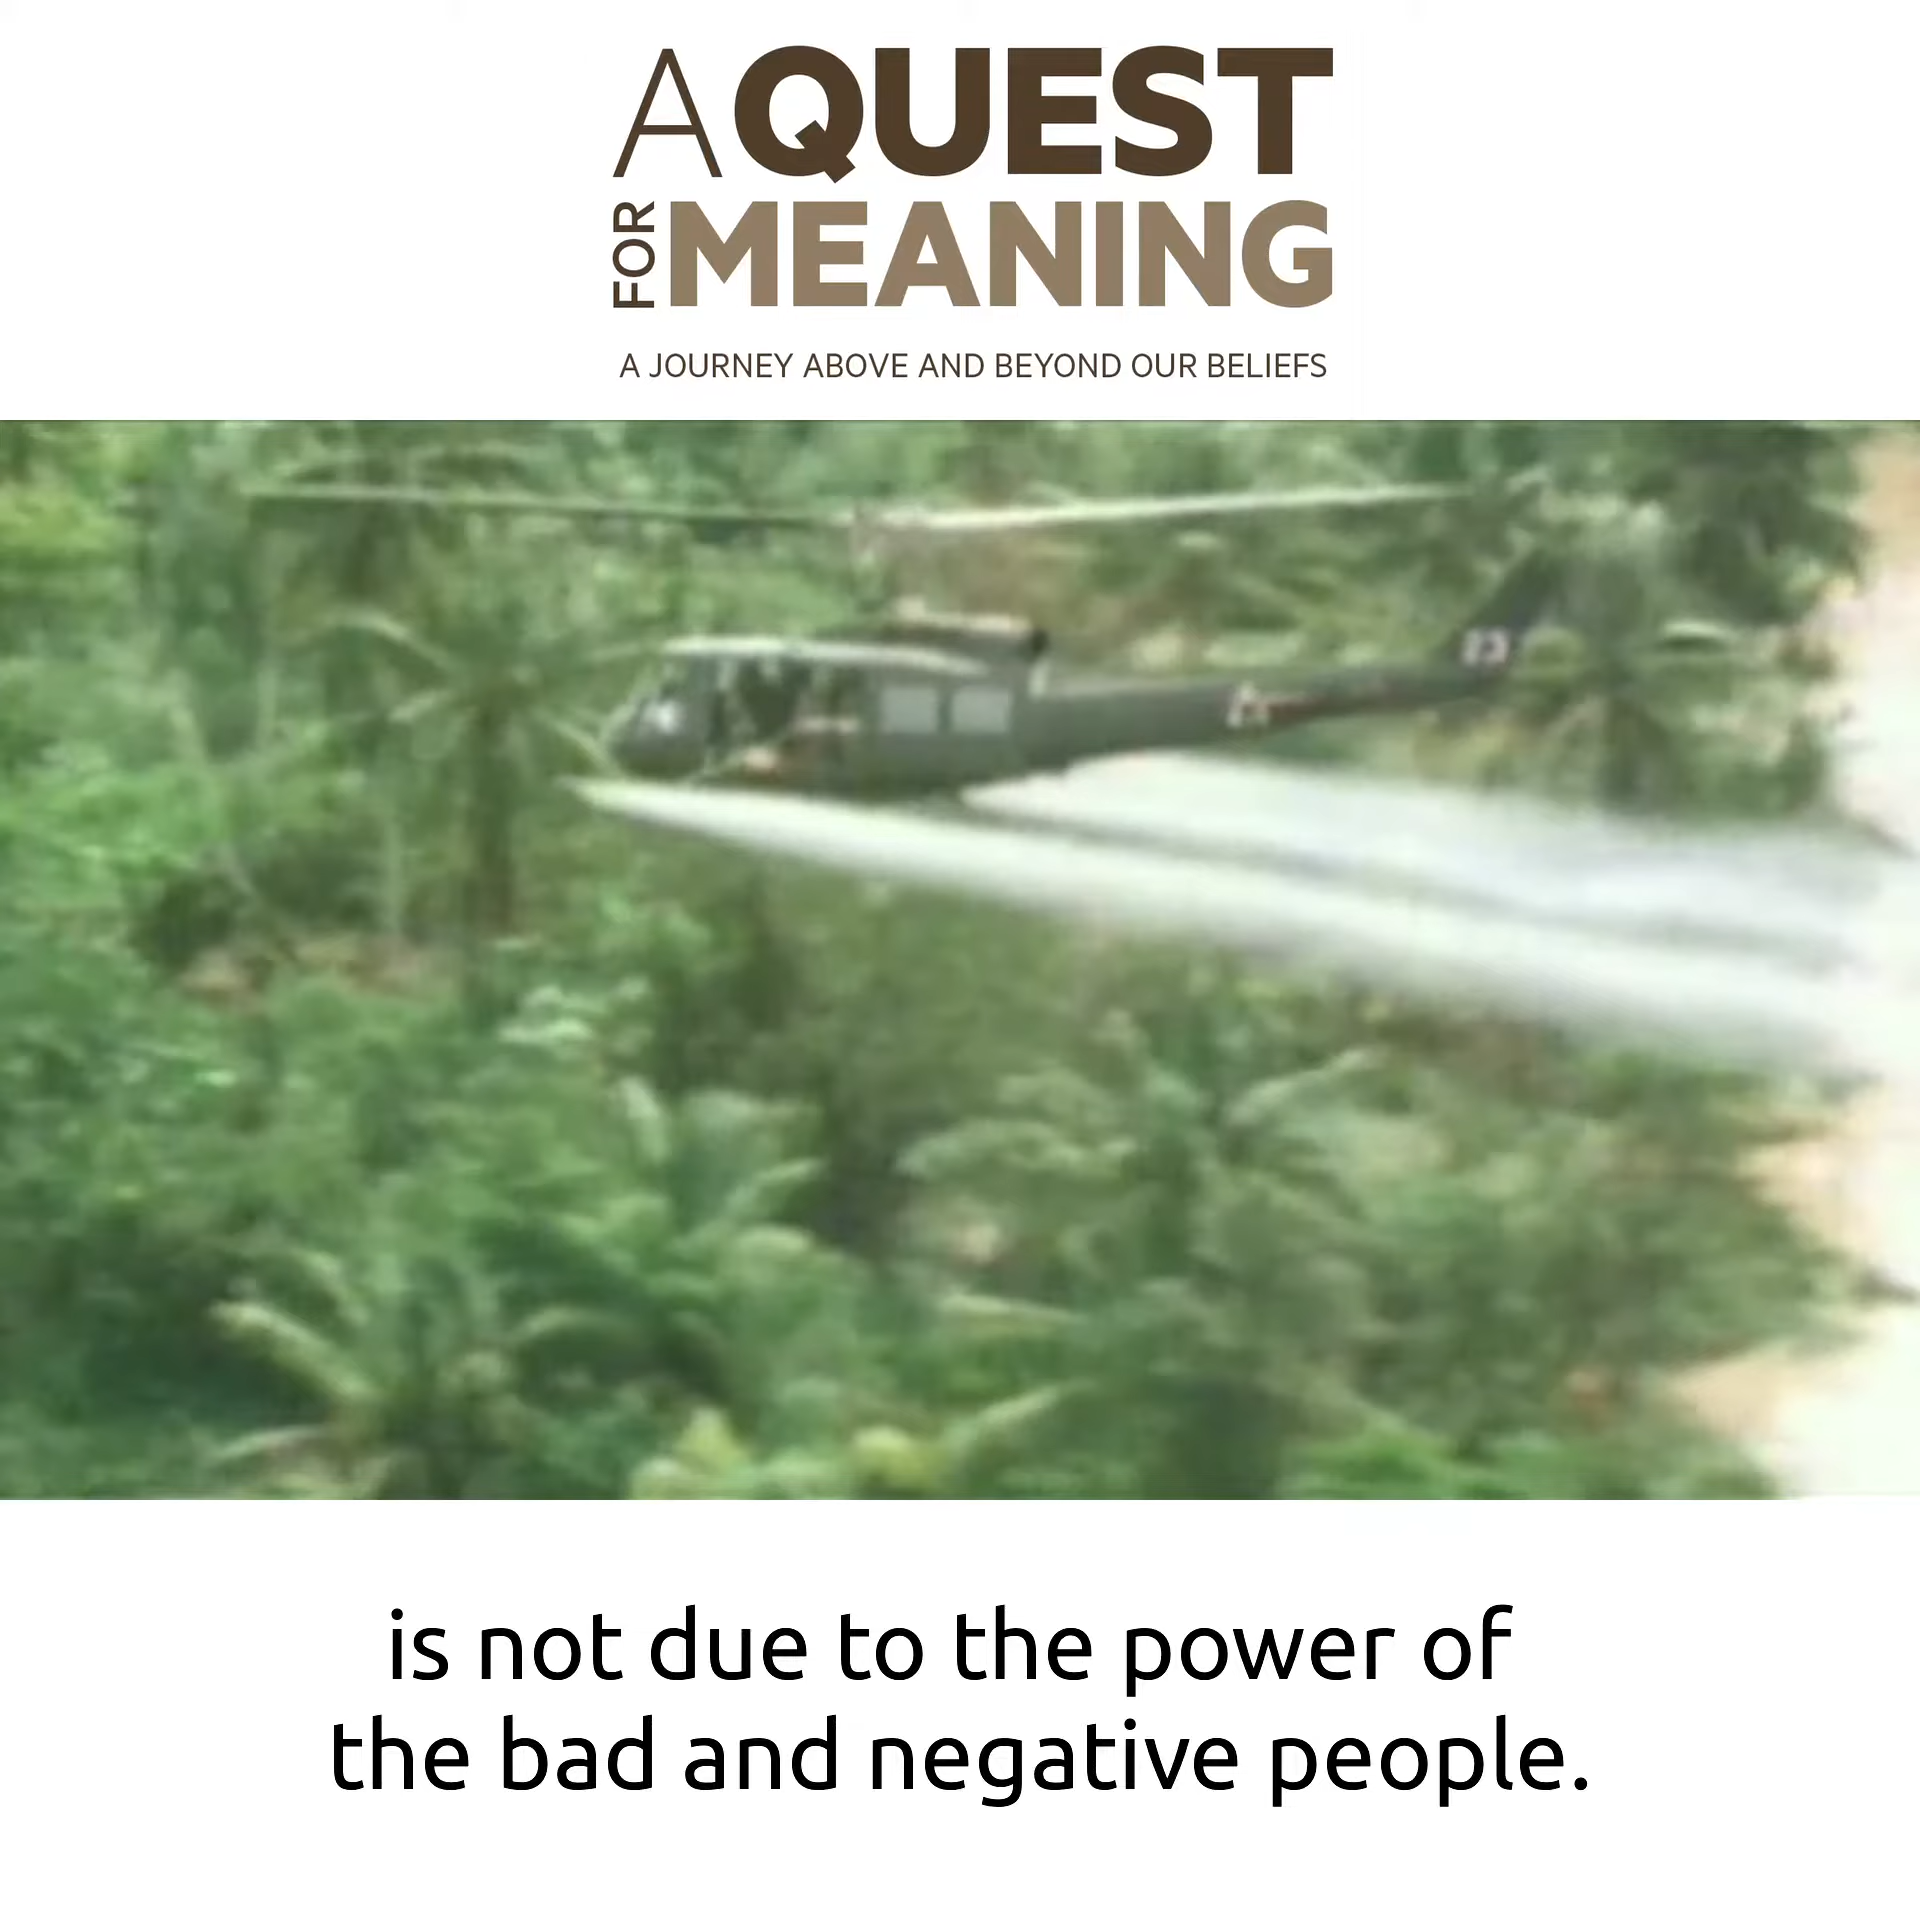 A QUEST
FOR MEANING
A JOURNEY ABOVE AND BEYOND OUR BELIEFS
is not due to the power of
the bad and negative people.